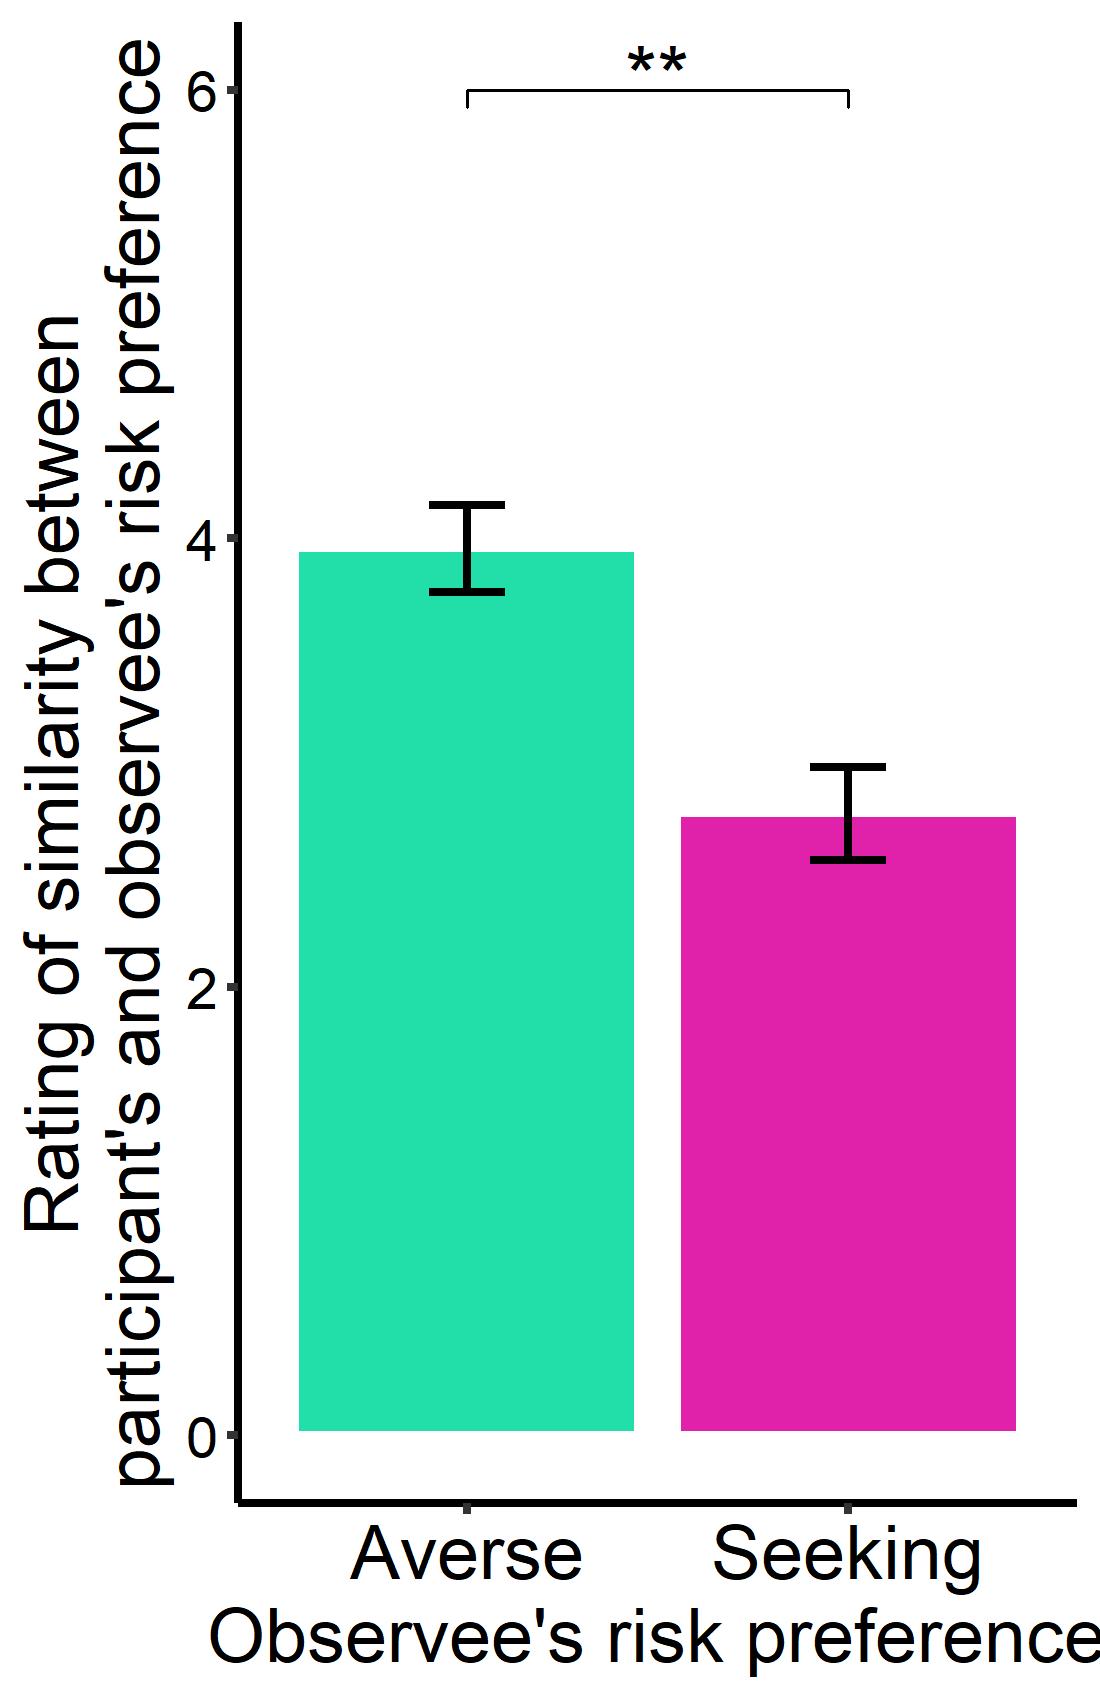 Rating of similarity between
participant's and observee's risk preference
**
6
4
2
0
Averse
Seeking
Observee's risk preference